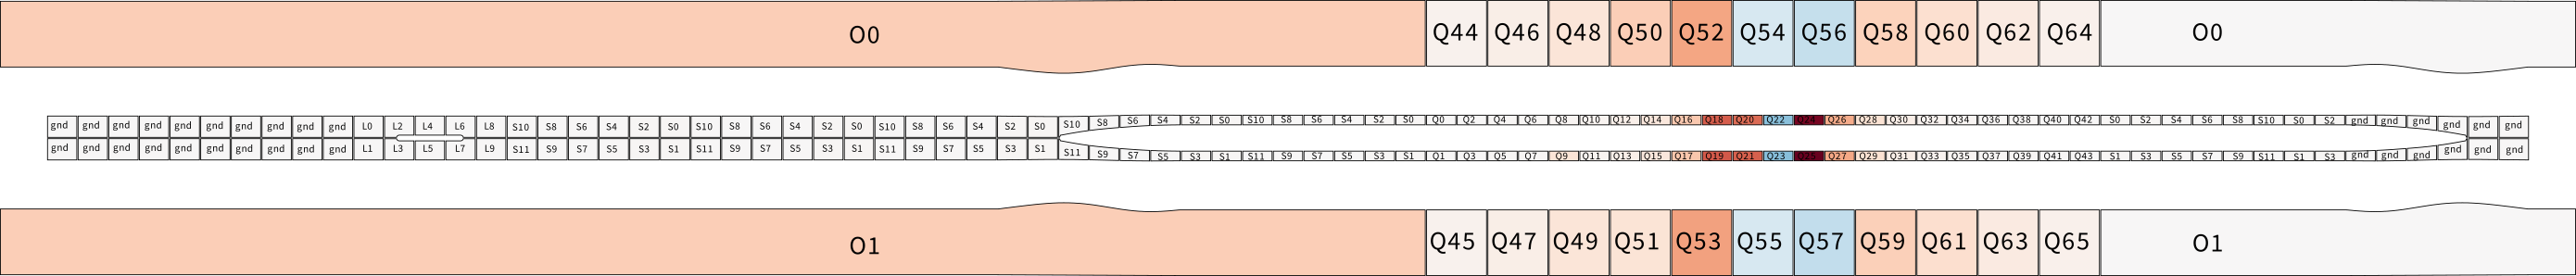 O0 Q44 Q46 Q48 Q50 Q52 Q54 Q56 Q58 Q60 Q62 Q64 O0
gnd gnd gnd gnd gnd gnd gnd gnd gnd gnd L0 L2 L4 L6 L8 S10 S8 S6 S4 S2 S0 S10 S8 S6 S4 S2 S0 S10 S8 S6 S4 S2 S0 S10 S8 S6 S4 S2 S0 S10 S8 S6 S4 S2 S0 Q0 Q2 Q4 Q6 Q8 Q10 Q12 Q14 Q16 Q18 Q20 Q22 Q24 Q26 Q28 Q30 Q32 Q34 Q36 Q38 Q40 Q42 S0 S2 S4 S6 S8 S10 S0 S2 gnd gnd gnd gnd gnd gnd
gnd gnd gnd gnd gnd gnd gnd gnd gnd gnd L1 L3 L5 L7 L9 S11 S9 S7 S5 S3 S1 S11 S9 S7 S5 S3 S1 S11 S9 S7 S5 S3 S1 S11 S9 S7 S5 S3 S1 S11 S9 S7 S5 S3 S1 Q1 Q3 Q5 Q7 Q9 Q11 Q13 Q15 Q17 Q19 Q21 Q23 Q25 Q27 Q29 Q31 Q33 Q35 Q37 Q39 Q41 Q43 S1 S3 S5 S7 S9 S11 S1 S3 gnd gnd gnd gnd gnd gnd
O1 Q45 Q47 Q49 Q51 Q53 Q55 Q57 Q59 Q61 Q63 Q65 O1